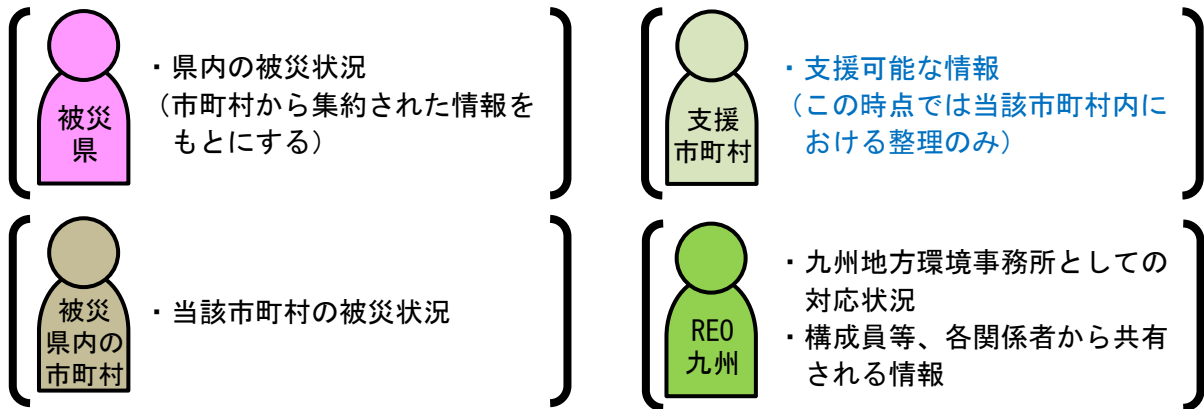 被災
県
・県内の被災状況
（市町村から集約された情報を
もとにする）
支援
市町村
・支援可能な情報
（この時点では当該市町村内に
おける整理のみ）
被災
県内の
市町村
・当該市町村の被災状況
REO
九州
・九州地方環境事務所としての
対応状況
・構成員等、各関係者から共有
される情報